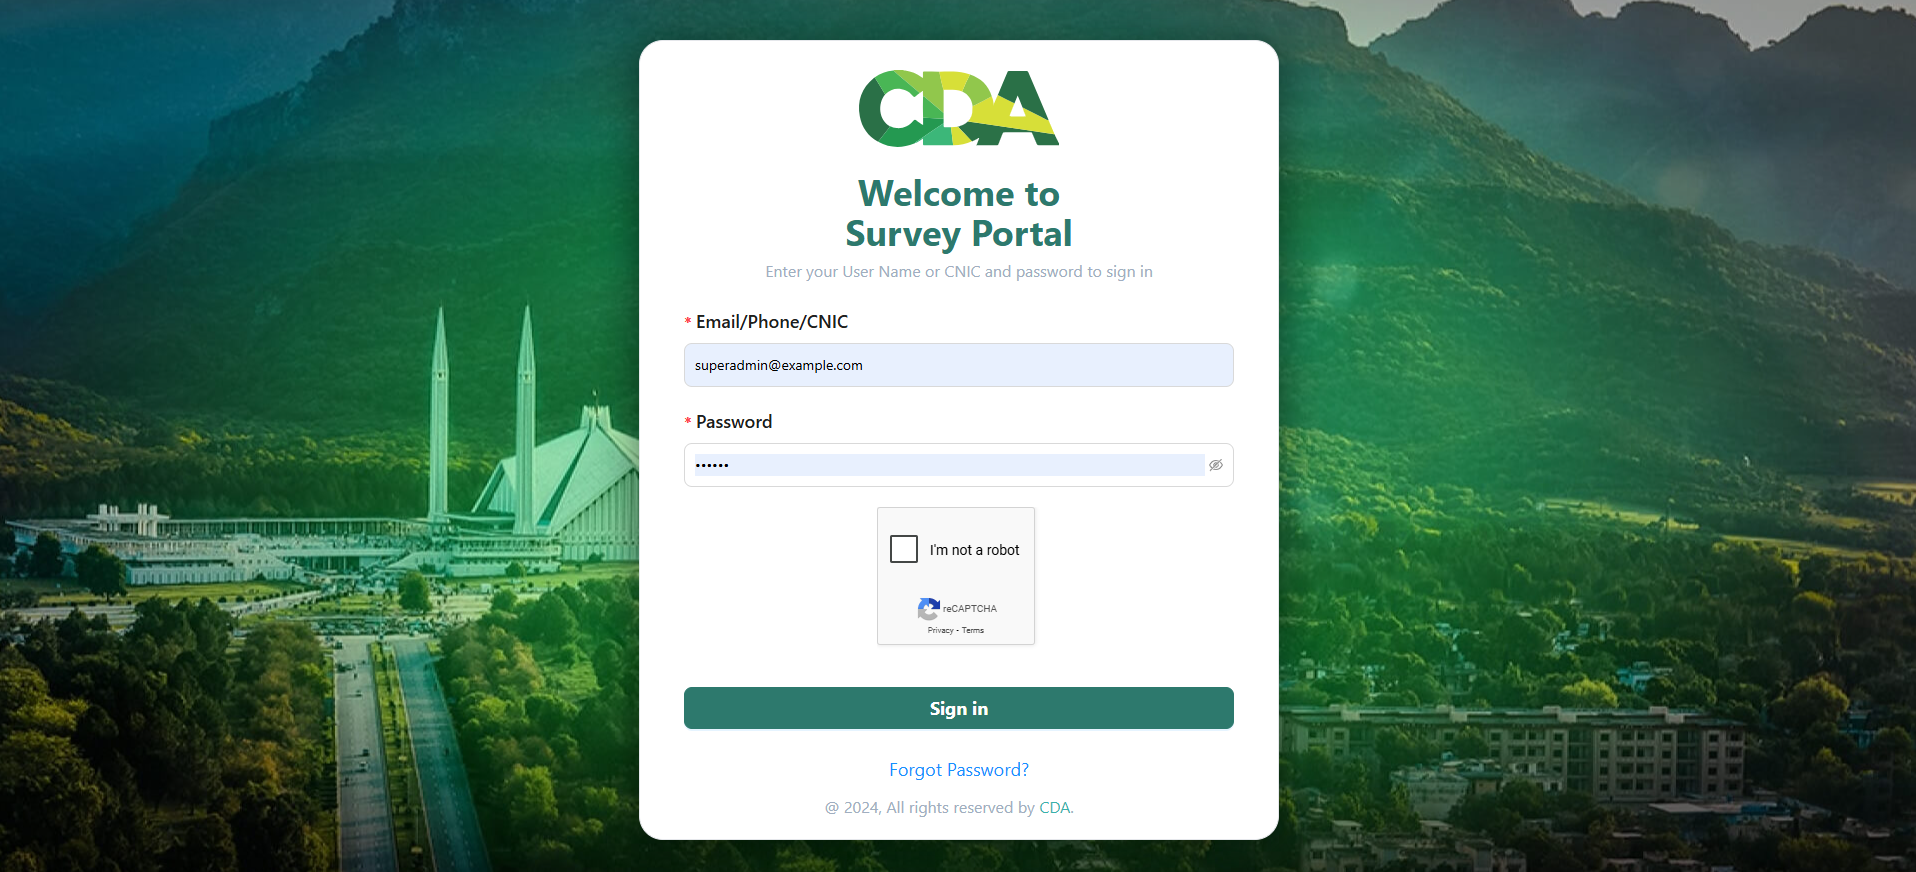 CDA
Welcome to
Survey Portal
Enter your User Name or CNIC and password to sign in
* Email/Phone/CNIC
superadmin@example.com
* Password
••••••
I'm not a robot
reCAPTCHA
Privacy - Terms
Sign in
Forgot Password?
@ 2024, All rights reserved by CDA.